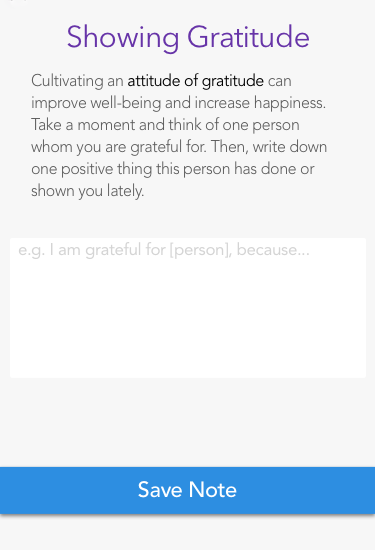 Showing Gratitude
Cultivating an attitude of gratitude can
improve well-being and increase happiness.
Take a moment and think of one person
whom you are grateful for. Then, write down
one positive thing this person has done or
shown you lately.
e.g. I am grateful for [person], because...
Save Note